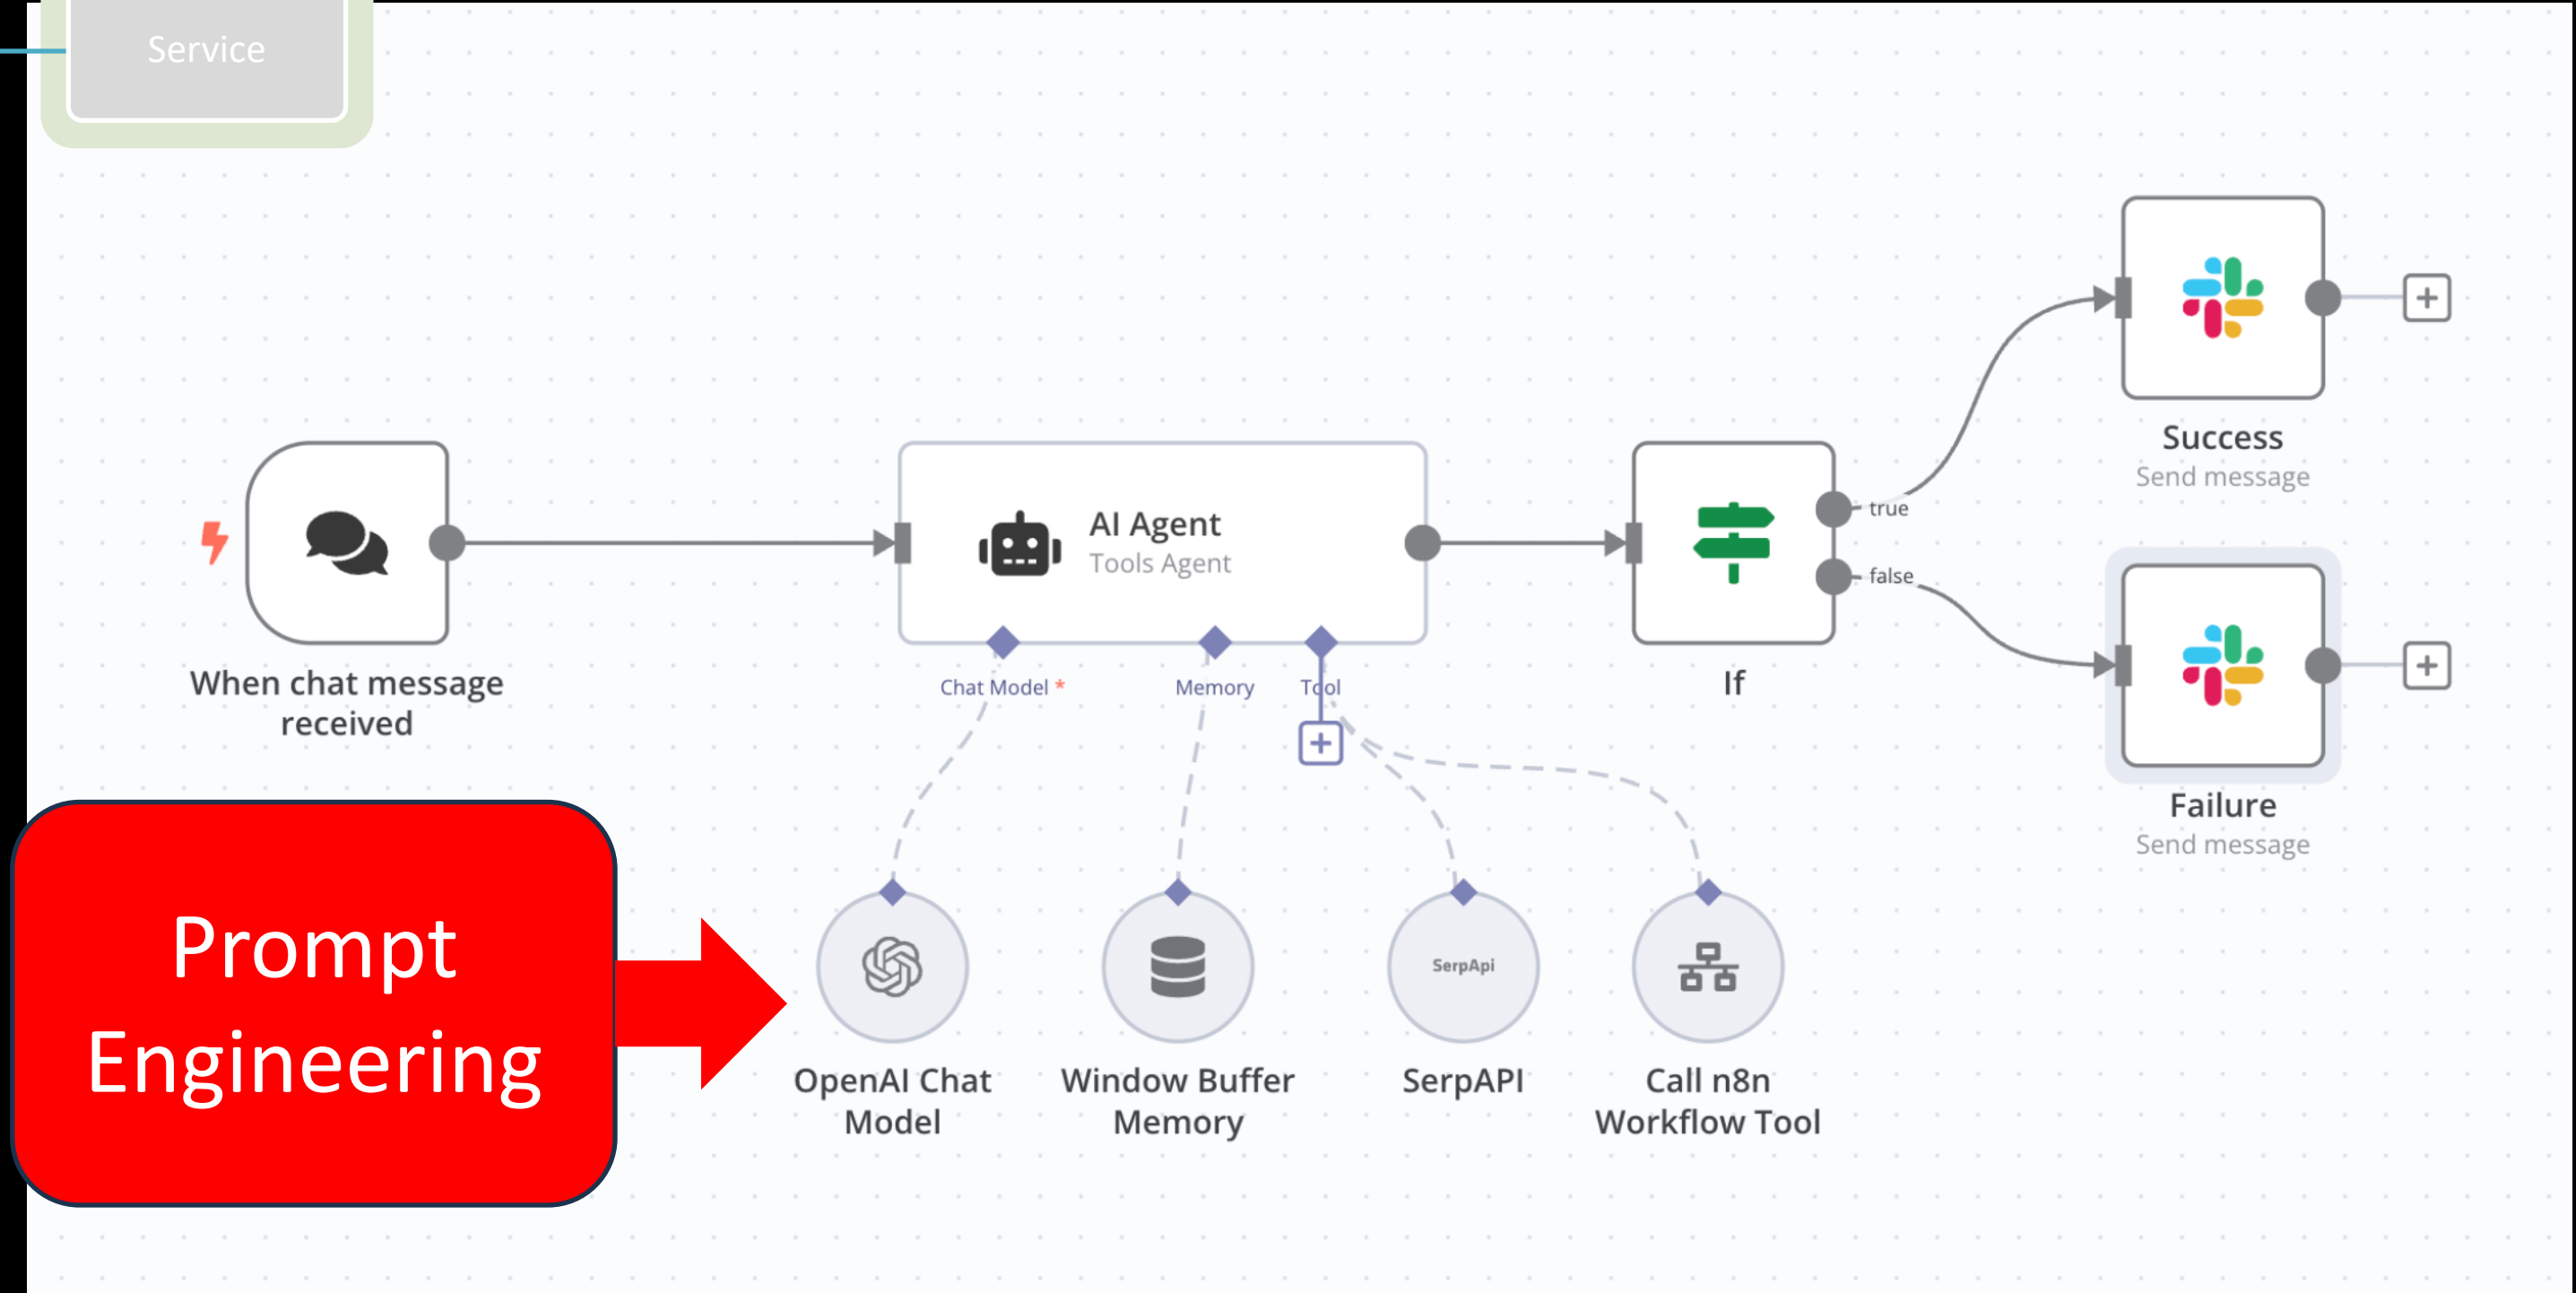 Service
Success
Send message
AI Agent
Tools Agent
true
false
When chat message
received
Chat Model *
Memory
Tool
If
Failure
Send message
Prompt
Engineering
SerpApi
OpenAI Chat
Model
Window Buffer
Memory
SerpAPI
Call n8n
Workflow Tool